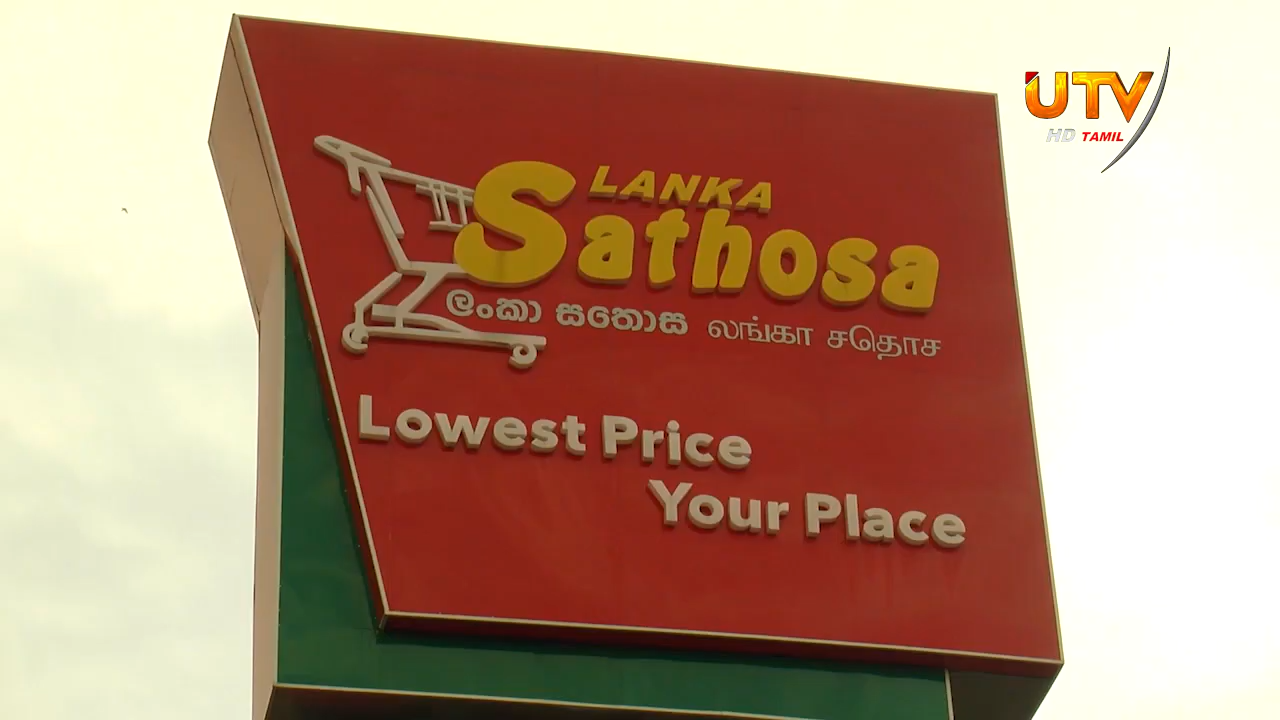 UTV
HD TAMIL
LANKA
Sathosa
ලංකා සතොස லங்கா சதொச
Lowest Price
Your Place